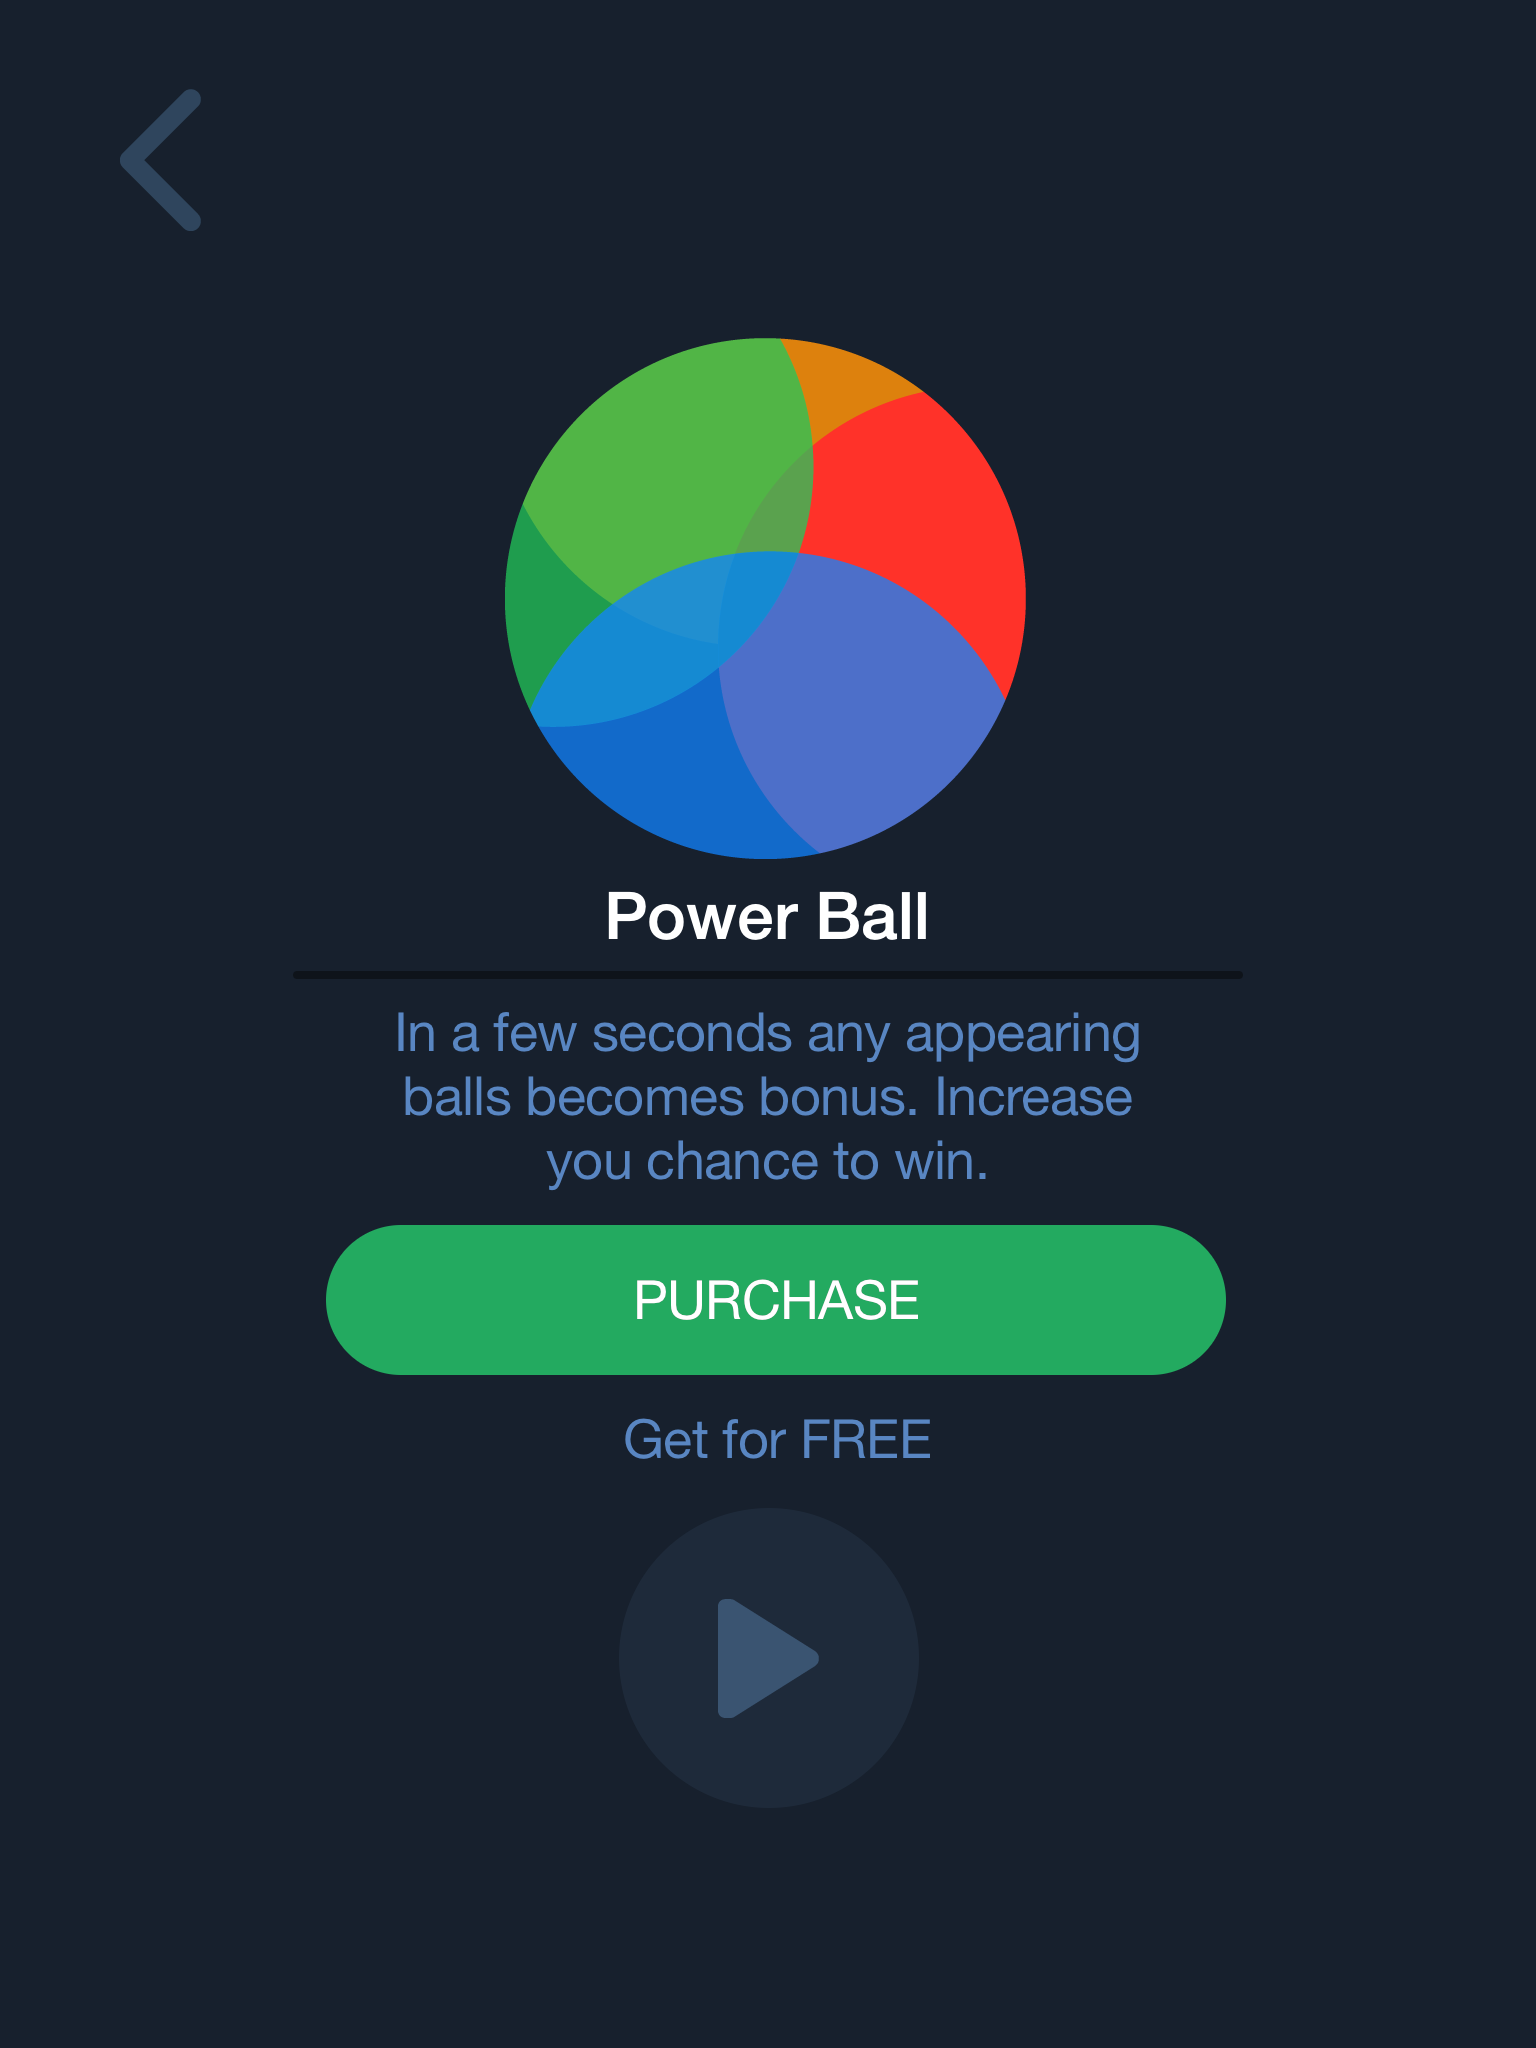 Power Ball
In a few seconds any appearing
balls becomes bonus. Increase
you chance to win.
PURCHASE
Get for FREE